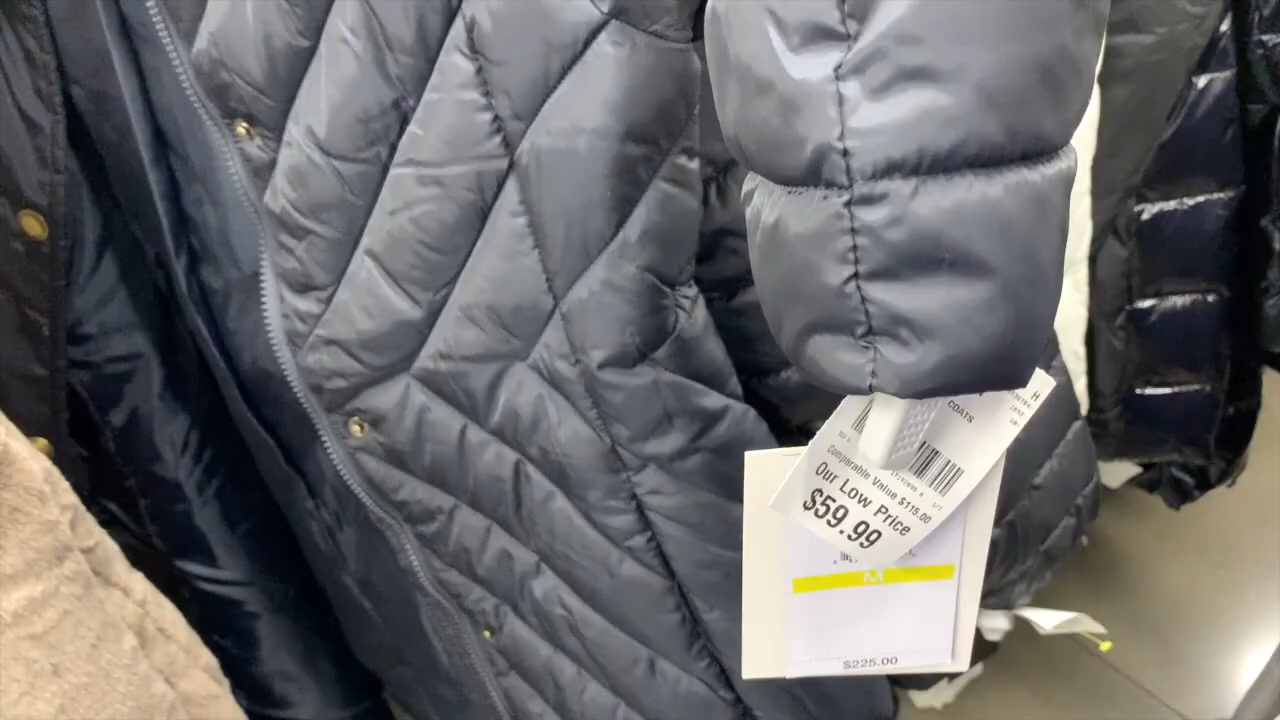 H
COATS
Comparable Value $115.00
Our Low Price
$59.99
M
$225.00